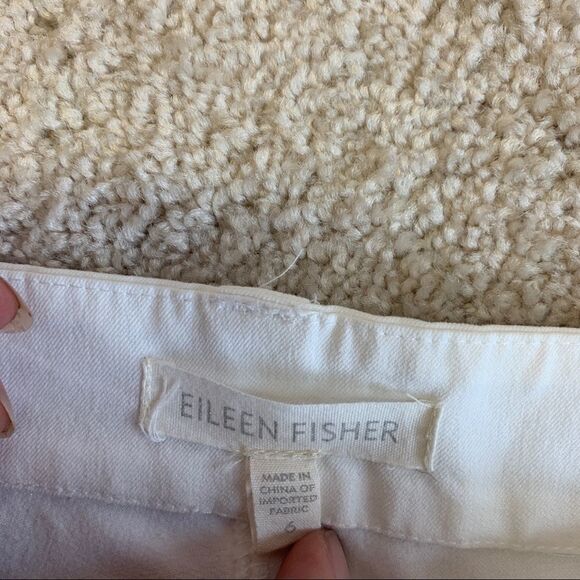 EILEEN FISHER
MADE IN
CHINA OF
IMPORTED
FABRIC
6